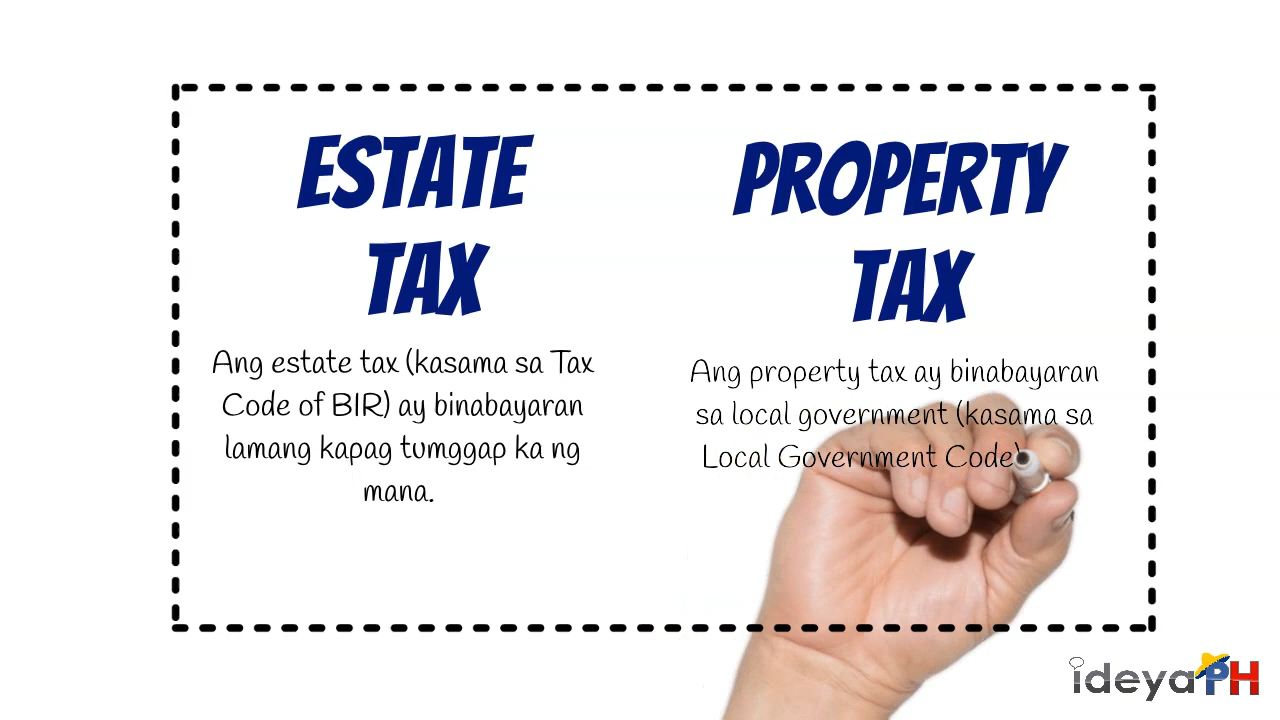 ESTATE
TAX
Ang estate tax (kasama sa Tax
Code of BIR) ay binabayaran
lamang kapag tumggap ka ng
mana.
PROPERTY
TAX
Ang property tax ay binabayaran
sa local government (kasama sa
Local Government Code)
ideyaPH